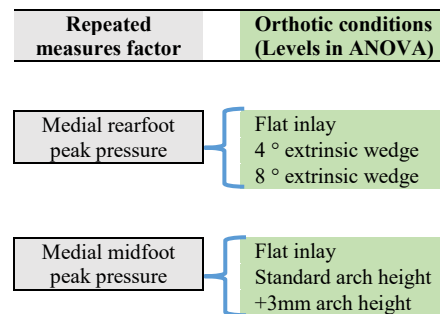 Repeated
measures factor
Orthotic conditions
(Levels in ANOVA)
Medial rearfoot
peak pressure
Flat inlay
4 ° extrinsic wedge
8 ° extrinsic wedge
Medial midfoot
peak pressure
Flat inlay
Standard arch height
+3mm arch height